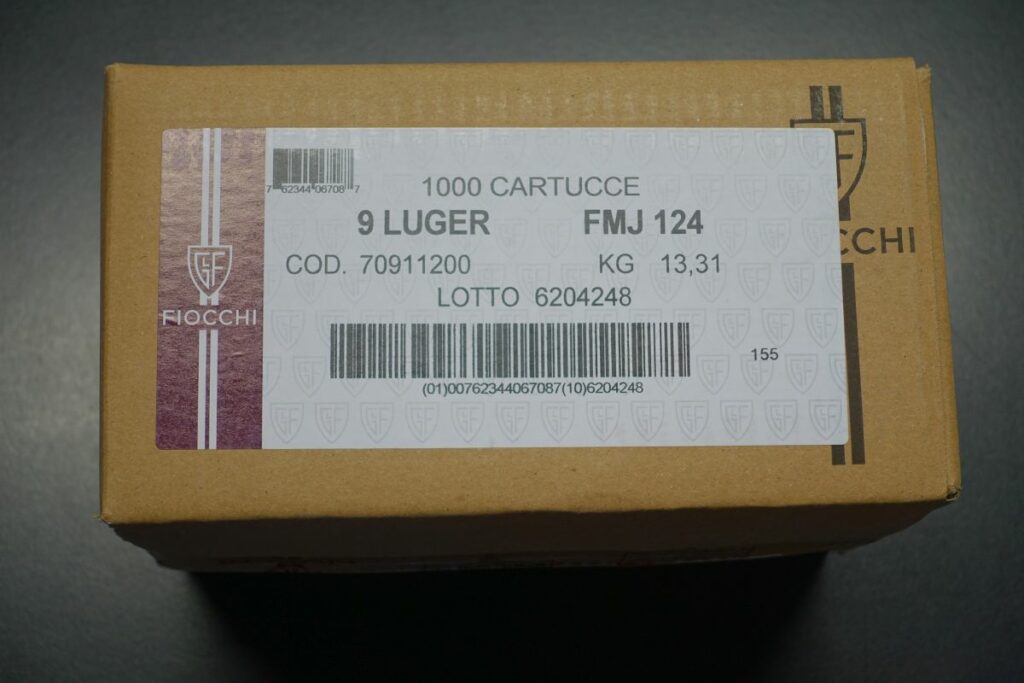 7 62344 06708 7
1000 CARTUCCE
9 LUGER FMJ 124
COD. 70911200 KG 13,31
LOTTO 6204248
FIOCCHI
155
(01)00762344067087(10)6204248
GF
CCHI